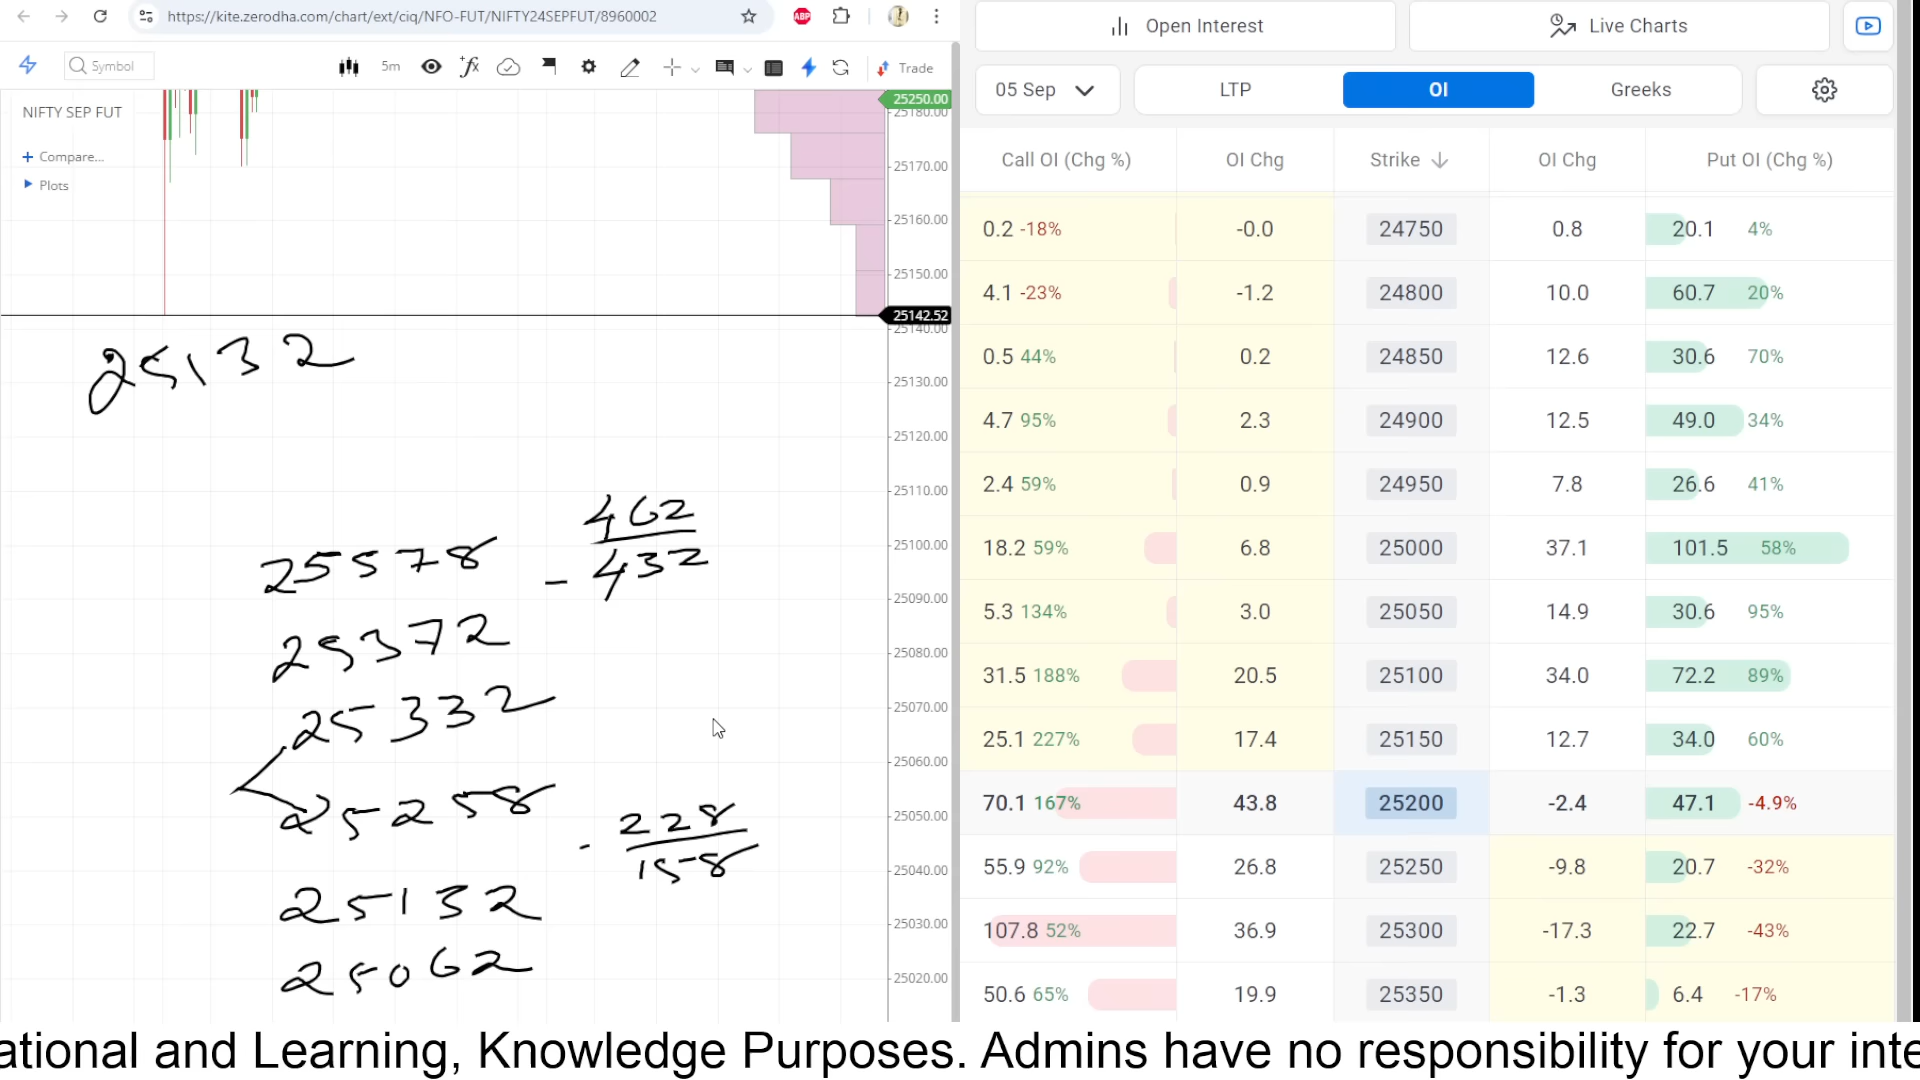 https://kite.zerodha.com/chart/ext/ciq/NFO-FUT/NIFTY24SEPFUT/8960002
ABP
Symbol
5m
Trade
NIFTY SEP FUT
Compare...
Plots
25250.00
25180.00
25170.00
25160.00
25150.00
25142.52
25140.00
25130.00
25120.00
25110.00
25100.00
25090.00
25080.00
25070.00
25060.00
25050.00
25040.00
25030.00
25020.00
25132
25578 - 462
432
25372
25332
25258 - 228
158
25132
25062
Open Interest Live Charts
05 Sep LTP OI Greeks
Call OI (Chg %) OI Chg Strike OI Chg Put OI (Chg %)
0.2 -18% -0.0 24750 0.8 20.1 4%
4.1 -23% -1.2 24800 10.0 60.7 20%
0.5 44% 0.2 24850 12.6 30.6 70%
4.7 95% 2.3 24900 12.5 49.0 34%
2.4 59% 0.9 24950 7.8 26.6 41%
18.2 59% 6.8 25000 37.1 101.5 58%
5.3 134% 3.0 25050 14.9 30.6 95%
31.5 188% 20.5 25100 34.0 72.2 89%
25.1 227% 17.4 25150 12.7 34.0 60%
70.1 167% 43.8 25200 -2.4 47.1 -4.9%
55.9 92% 26.8 25250 -9.8 20.7 -32%
107.8 52% 36.9 25300 -17.3 22.7 -43%
50.6 65% 19.9 25350 -1.3 6.4 -17%
ational and Learning, Knowledge Purposes. Admins have no responsibility for your inte